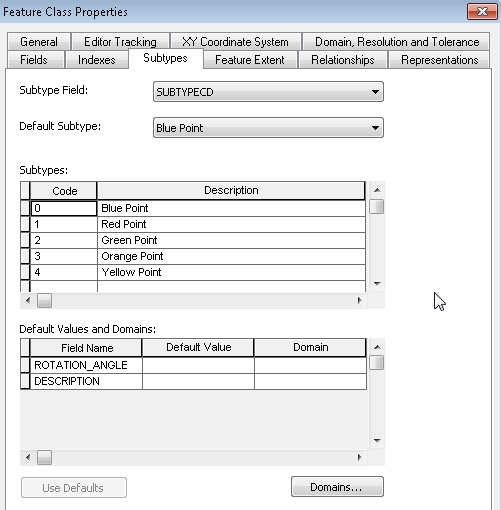 Feature Class Properties
General Editor Tracking XY Coordinate System Domain, Resolution and Tolerance
Fields Indexes Subtypes Feature Extent Relationships Representations
Subtype Field: SUBTYPECD
Default Subtype: Blue Point
Subtypes:
Code Description
0 Blue Point
1 Red Point
2 Green Point
3 Orange Point
4 Yellow Point
Default Values and Domains:
Field Name Default Value Domain
ROTATION_ANGLE
DESCRIPTION
Use Defaults Domains...